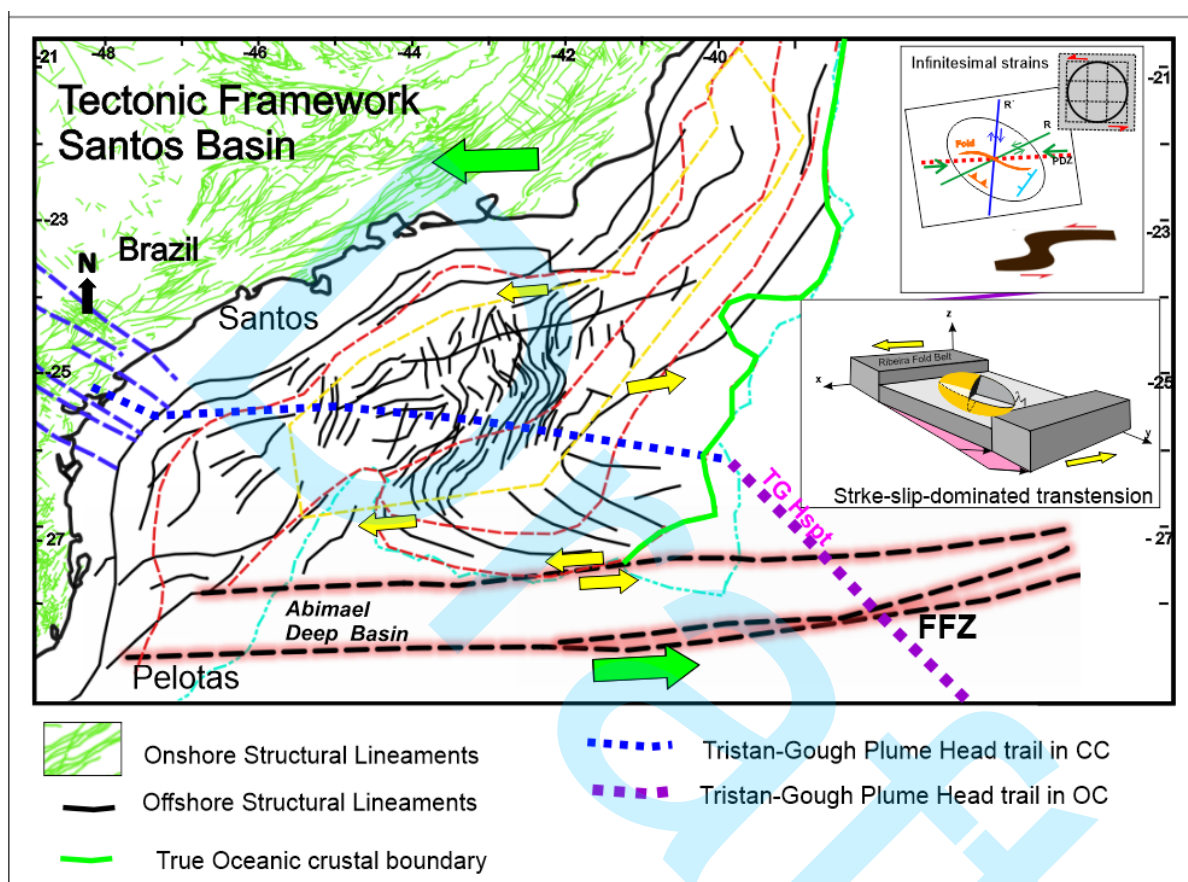 -21
-46
-44
-42
-40
-21
Tectonic Framework
Santos Basin
Infinitesimal strains
R´
R
Fold
PDZ
-23
-23
Brazil
N
Santos
-25
-25
z
Ribeira Fold Belt
x
λ1
y
Strke-slip-dominated transtension
TG Hspt
-27
-27
Abimael
Deep Basin
FFZ
Pelotas
Onshore Structural Lineaments
Tristan-Gough Plume Head trail in CC
Offshore Structural Lineaments
Tristan-Gough Plume Head trail in OC
True Oceanic crustal boundary
Draft